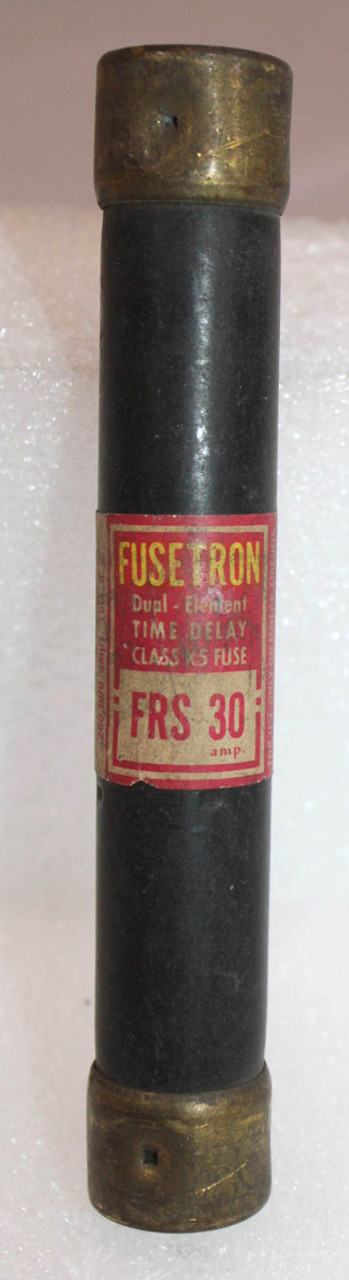 FUSETRON
Dual - Element
TIME DELAY
CLASS K5 FUSE
FRS 30
amp.